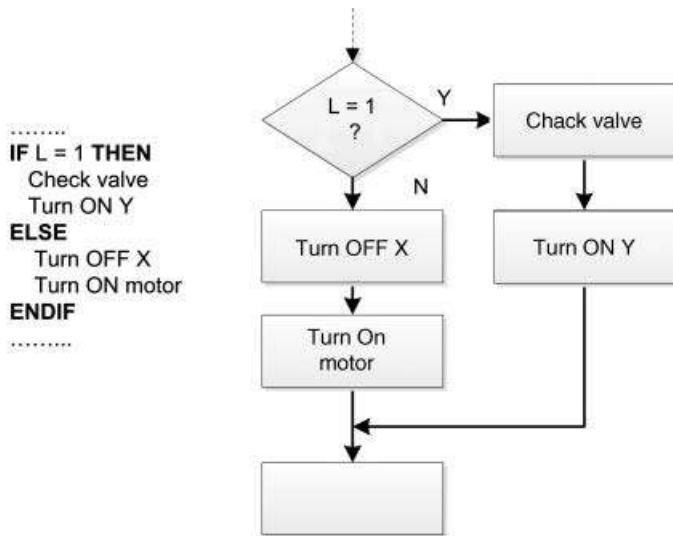 ........
IF L = 1 THEN
Check valve
Turn ON Y
ELSE
Turn OFF X
Turn ON motor
ENDIF
.........
L = 1
?
Y
N
Chack valve
Turn OFF X
Turn ON Y
Turn On
motor